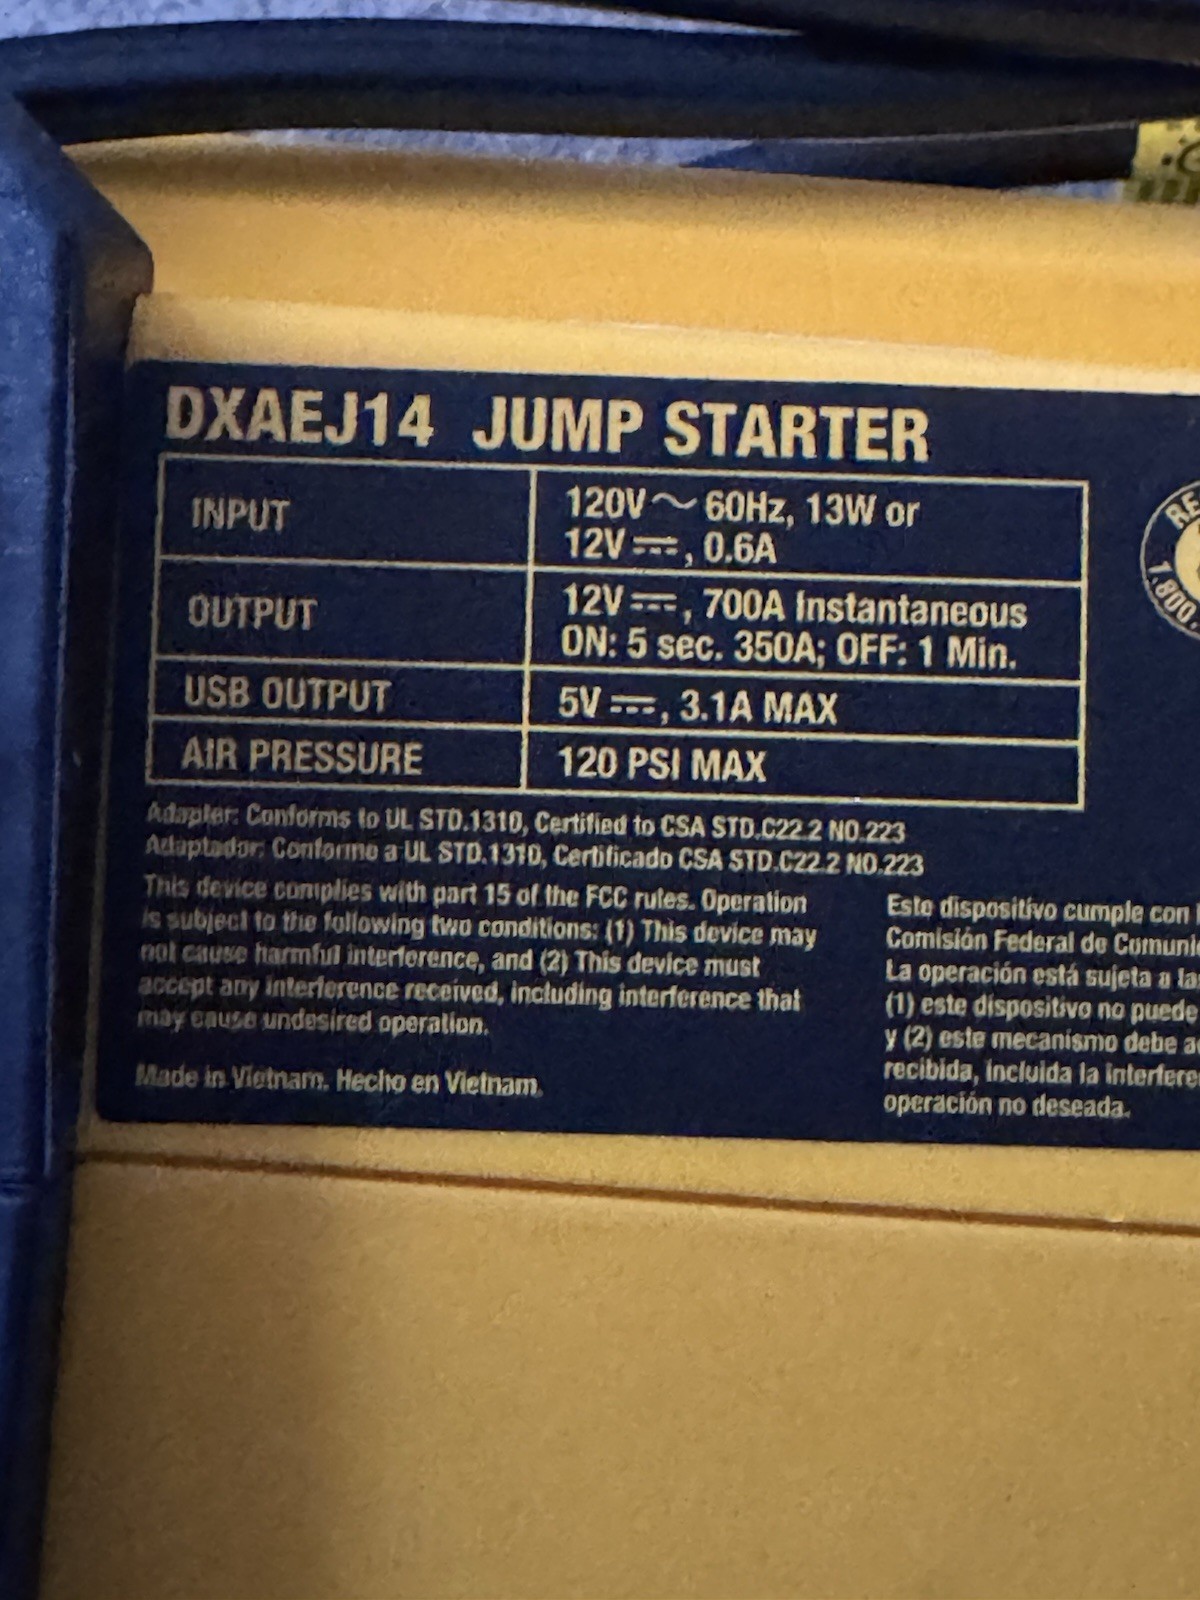 DXAEJ14 JUMP STARTER
INPUT
120V ~ 60Hz, 13W or
12V ⎓, 0.6A
OUTPUT
12V ⎓, 700A Instantaneous
ON: 5 sec. 350A; OFF: 1 Min.
USB OUTPUT
5V ⎓, 3.1A MAX
AIR PRESSURE
120 PSI MAX
Adapter: Conforms to UL STD.1310, Certified to CSA STD.C22.2 NO.223
Adaptador: Conforme a UL STD.1310, Certificado CSA STD.C22.2 NO.223
This device complies with part 15 of the FCC rules. Operation
is subject to the following two conditions: (1) This device may
not cause harmful interference, and (2) This device must
accept any interference received, including interference that
may cause undesired operation.
Made in Vietnam. Hecho en Vietnam.
Este dispositivo cumple con
Comisión Federal de Comuni
La operación está sujeta a la
(1) este dispositivo no puede
y (2) este mecanismo debe
recibida, incluida la interfere
operación no deseada.
RE
1.800.